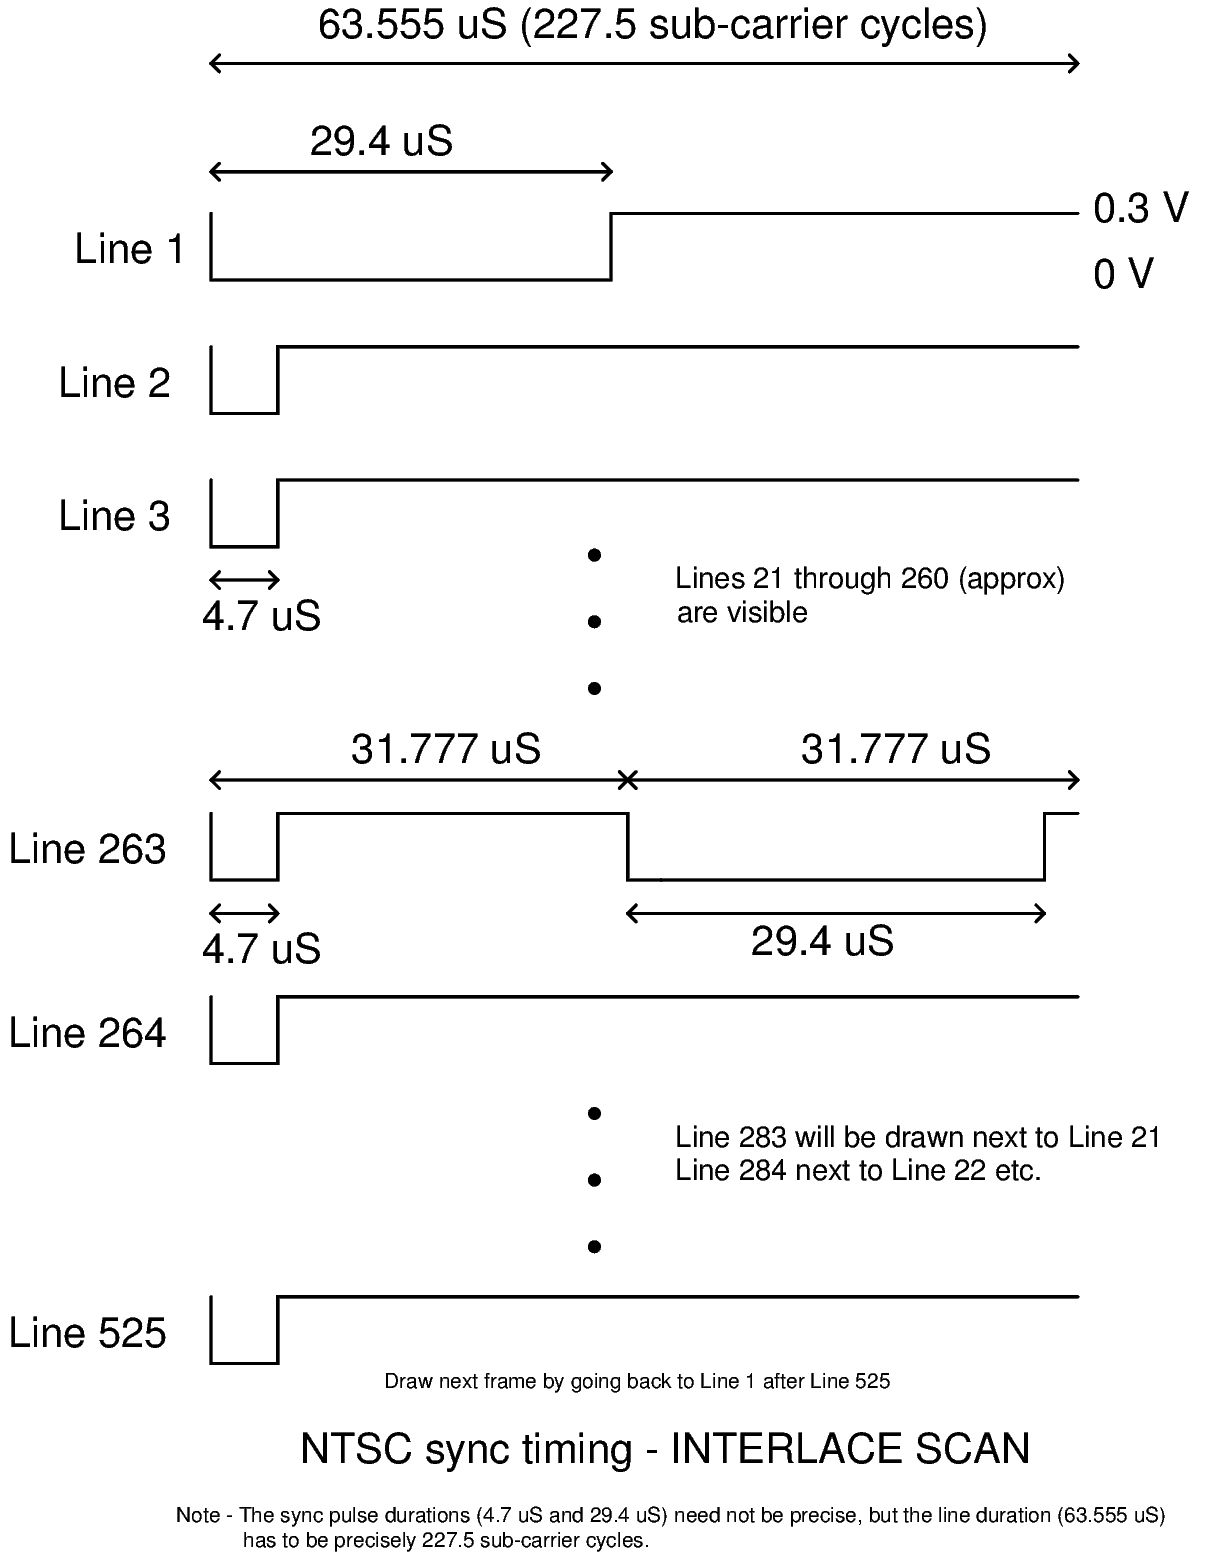 63.555 uS (227.5 sub-carrier cycles)
29.4 uS
0.3 V
Line 1
0 V
Line 2
Line 3
Lines 21 through 260 (approx)
are visible
4.7 uS
31.777 uS
31.777 uS
Line 263
4.7 uS
29.4 uS
Line 264
Line 283 will be drawn next to Line 21
Line 284 next to Line 22 etc.
Line 525
Draw next frame by going back to Line 1 after Line 525
NTSC sync timing - INTERLACE SCAN
Note - The sync pulse durations (4.7 uS and 29.4 uS) need not be precise, but the line duration (63.555 uS)
has to be precisely 227.5 sub-carrier cycles.